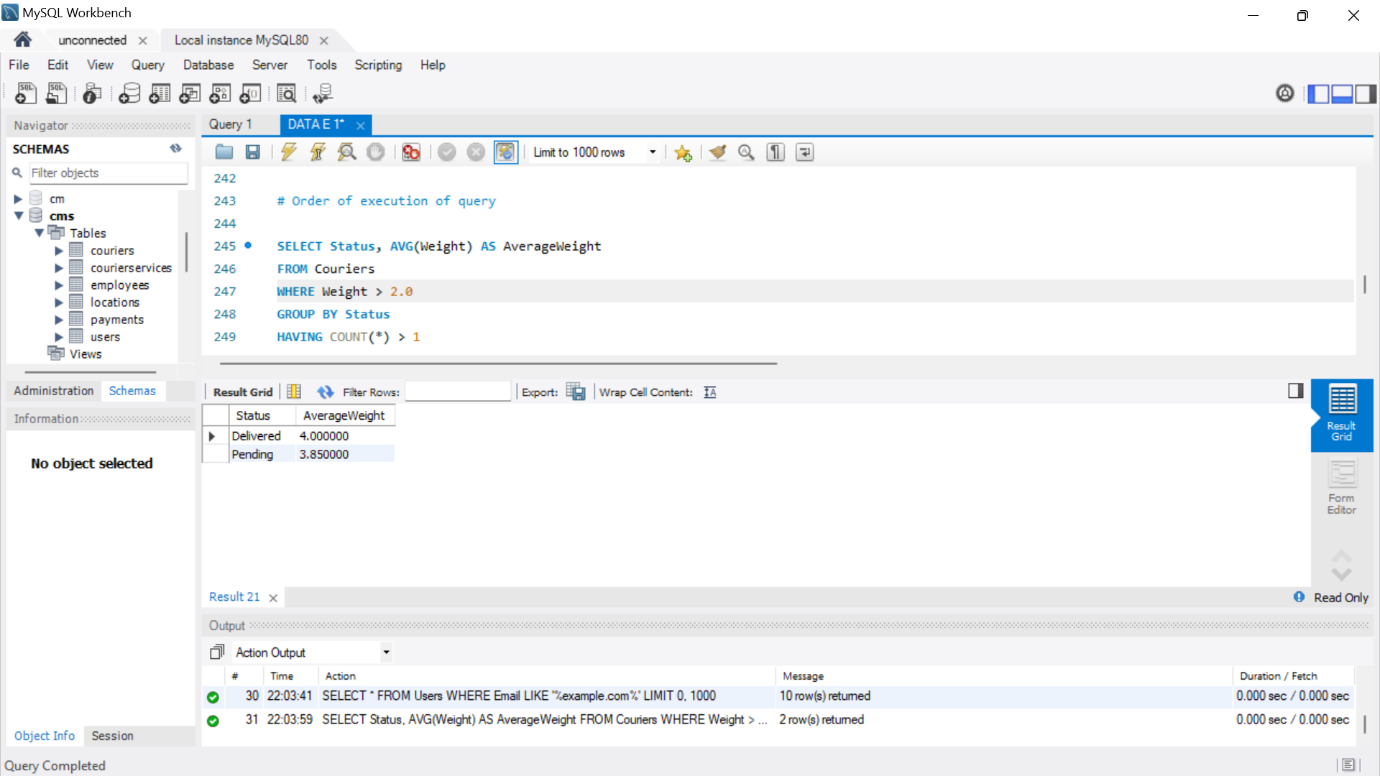 MySQL Workbench
unconnected
Local instance MySQL80
File Edit View Query Database Server Tools Scripting Help
Navigator
SCHEMAS
Filter objects
cm
cms
Tables
couriers
courierservices
employees
locations
payments
users
Views
Administration Schemas
Information
No object selected
Object Info Session
Query 1
DATA E 1*
Limit to 1000 rows
242
243 # Order of execution of query
244
245 SELECT Status, AVG(Weight) AS AverageWeight
246 FROM Couriers
247 WHERE Weight > 2.0
248 GROUP BY Status
249 HAVING COUNT(*) > 1
Result Grid Filter Rows: Export: Wrap Cell Content:
Status AverageWeight
Delivered 4.000000
Pending 3.850000
Result
Grid
Form
Editor
Result 21
Read Only
Output
Action Output
# Time Action Message Duration / Fetch
30 22:03:41 SELECT * FROM Users WHERE Email LIKE '%example.com%' LIMIT 0, 1000 10 row(s) returned 0.000 sec / 0.000 sec
31 22:03:59 SELECT Status, AVG(Weight) AS AverageWeight FROM Couriers WHERE Weight > ... 2 row(s) returned 0.000 sec / 0.000 sec
Query Completed